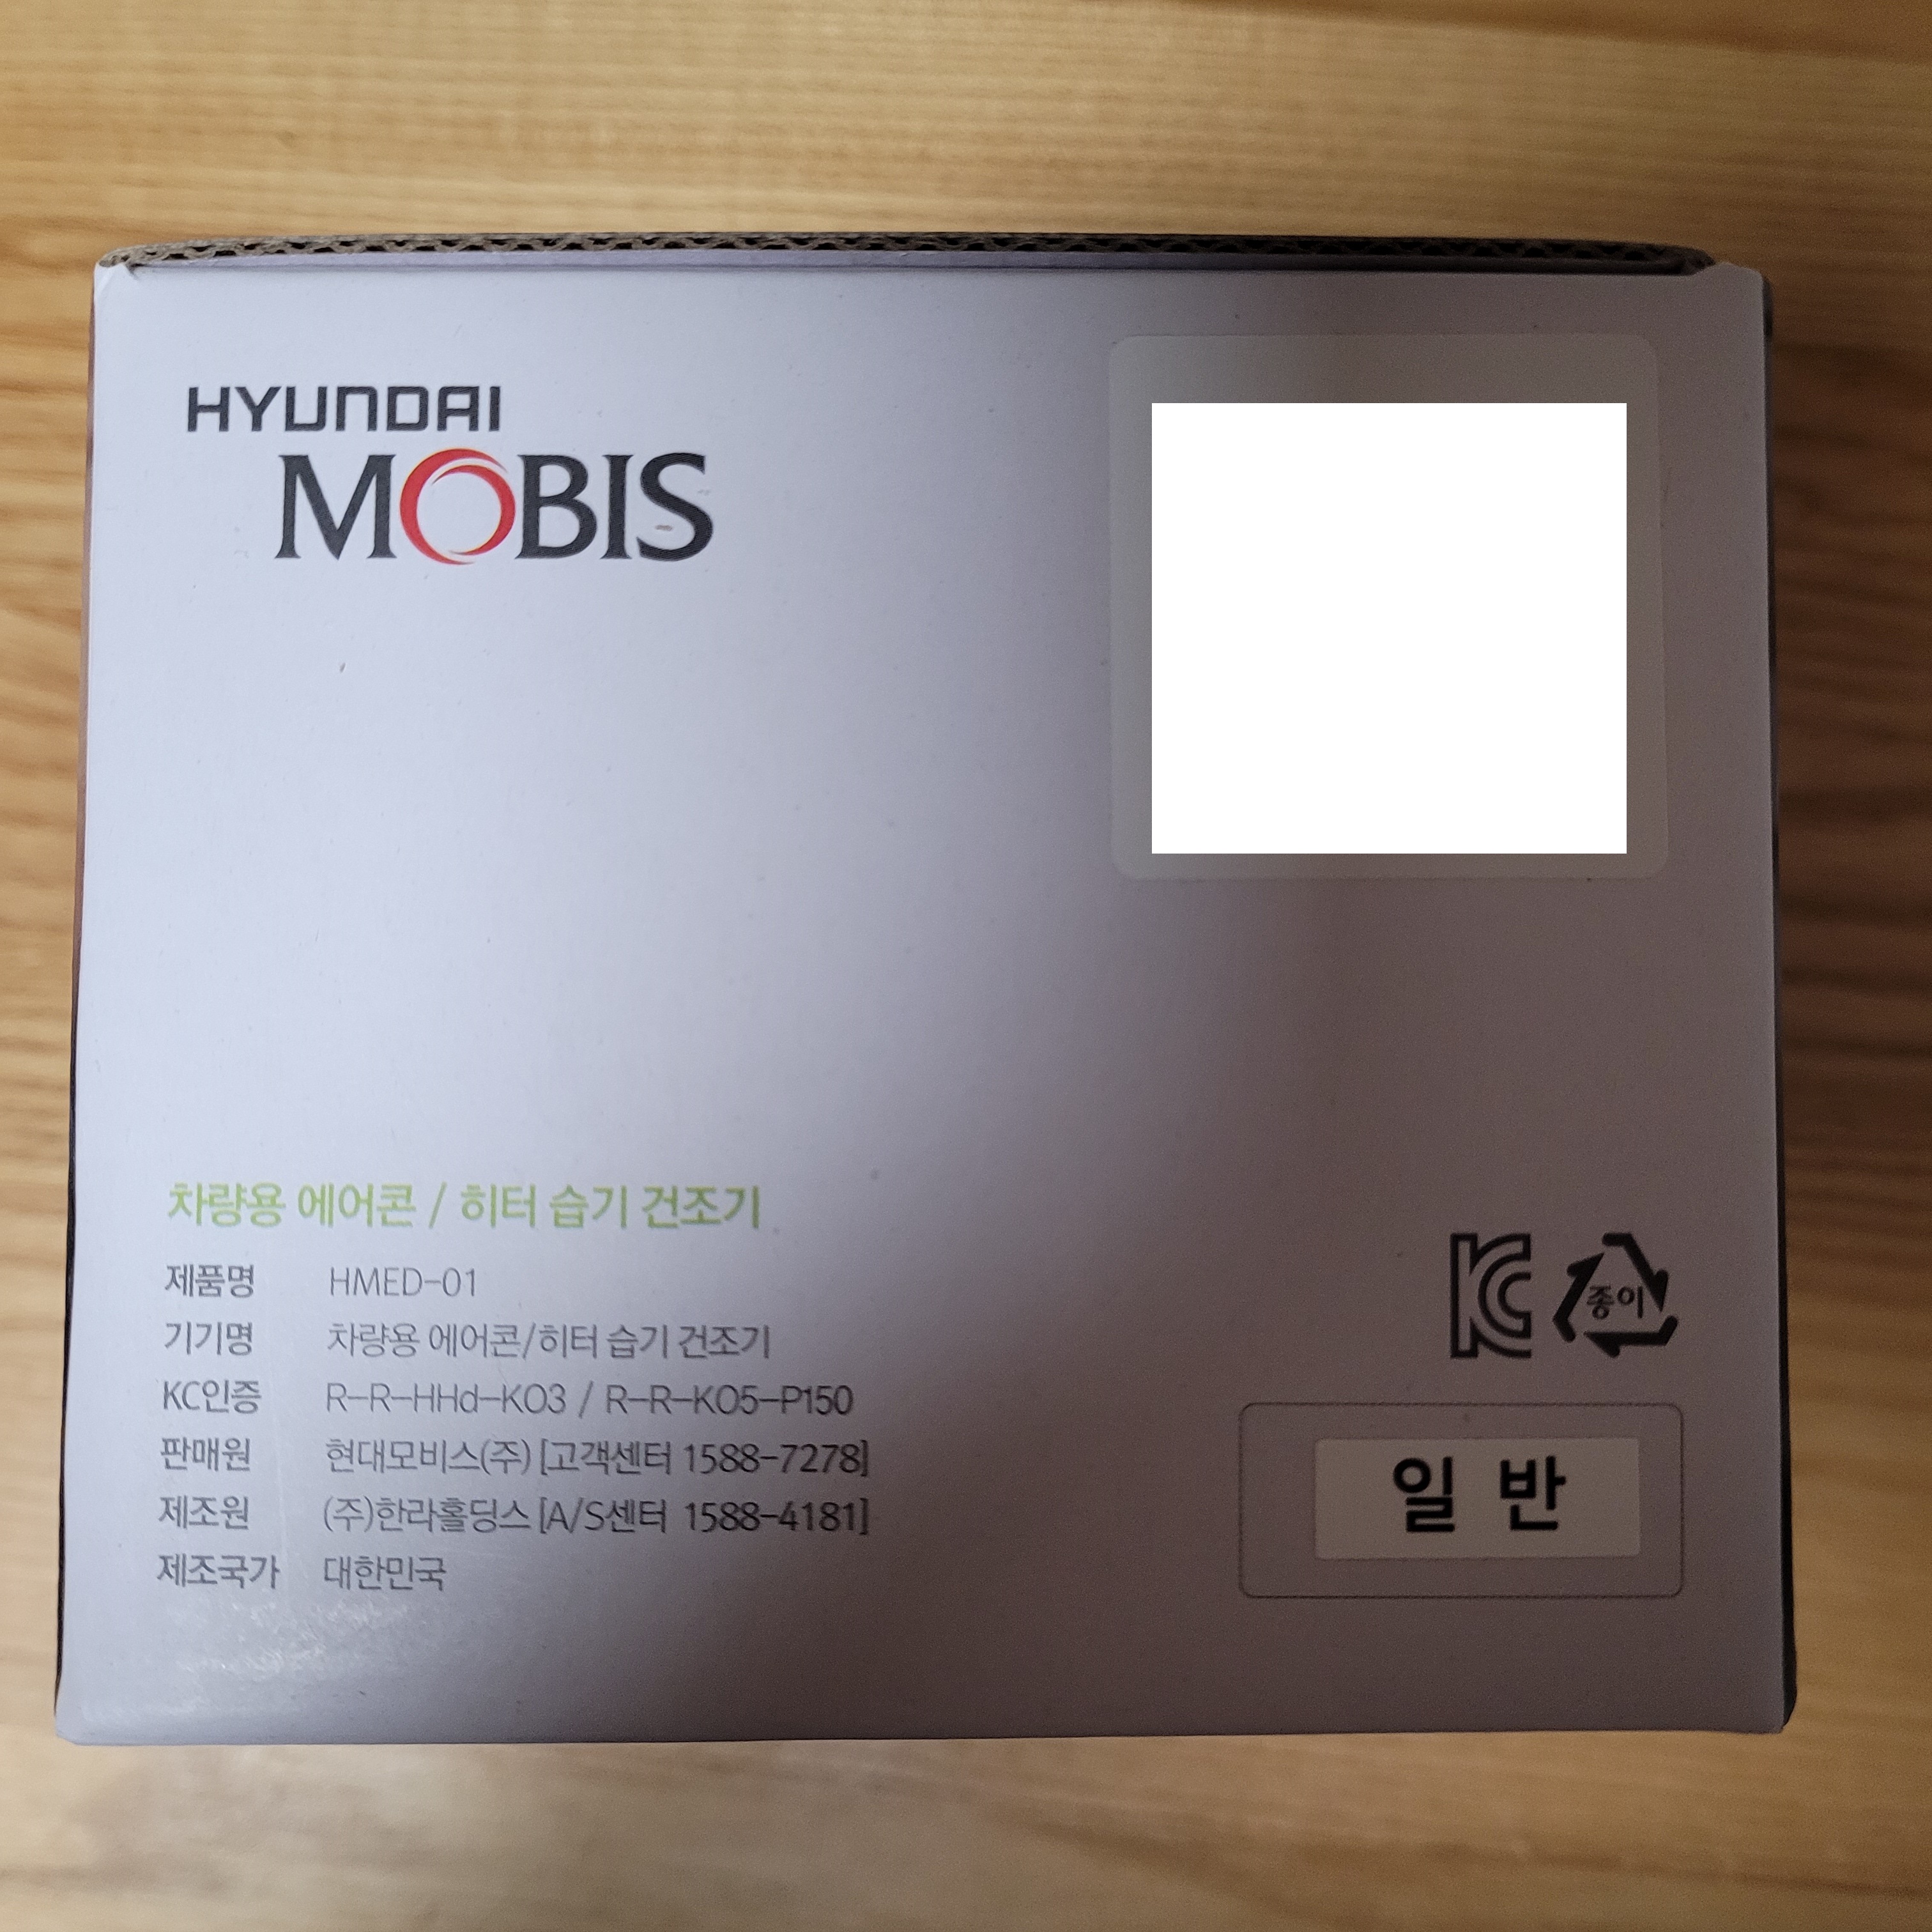 HYUNDAI
MOBIS
차량용 에어콘 / 히터 습기 건조기
제품명 HMED-01
기기명 차량용 에어콘/히터 습기 건조기
KC인증 R-R-HHd-K03 / R-R-K05-P150
판매원 현대모비스(주) [고객센터 1588-7278]
제조원 (주)한라홀딩스 [A/S센터 1588-4181]
제조국가 대한민국
KC
종이
일 반